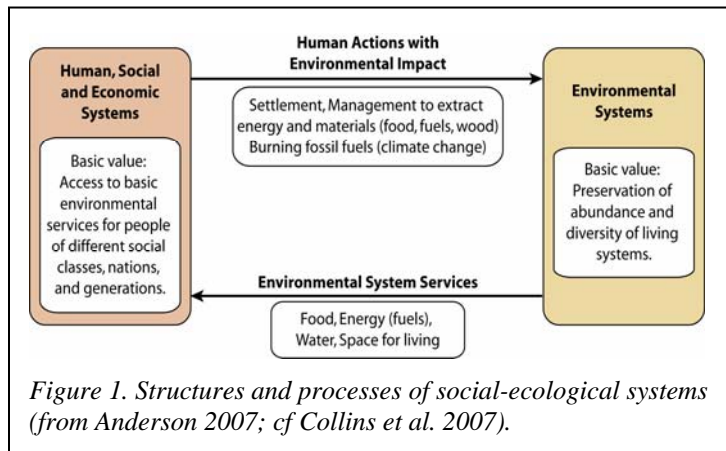 Human Actions with
Environmental Impact
Human, Social
and Economic
Systems
Settlement, Management to extract
energy and materials (food, fuels, wood)
Burning fossil fuels (climate change)
Environmental
Systems
Basic value:
Access to basic
environmental
services for people
of different social
classes, nations,
and generations.
Basic value:
Preservation of
abundance and
diversity of living
systems.
Environmental System Services
Food, Energy (fuels),
Water, Space for living
Figure 1. Structures and processes of social-ecological systems
(from Anderson 2007; cf Collins et al. 2007).